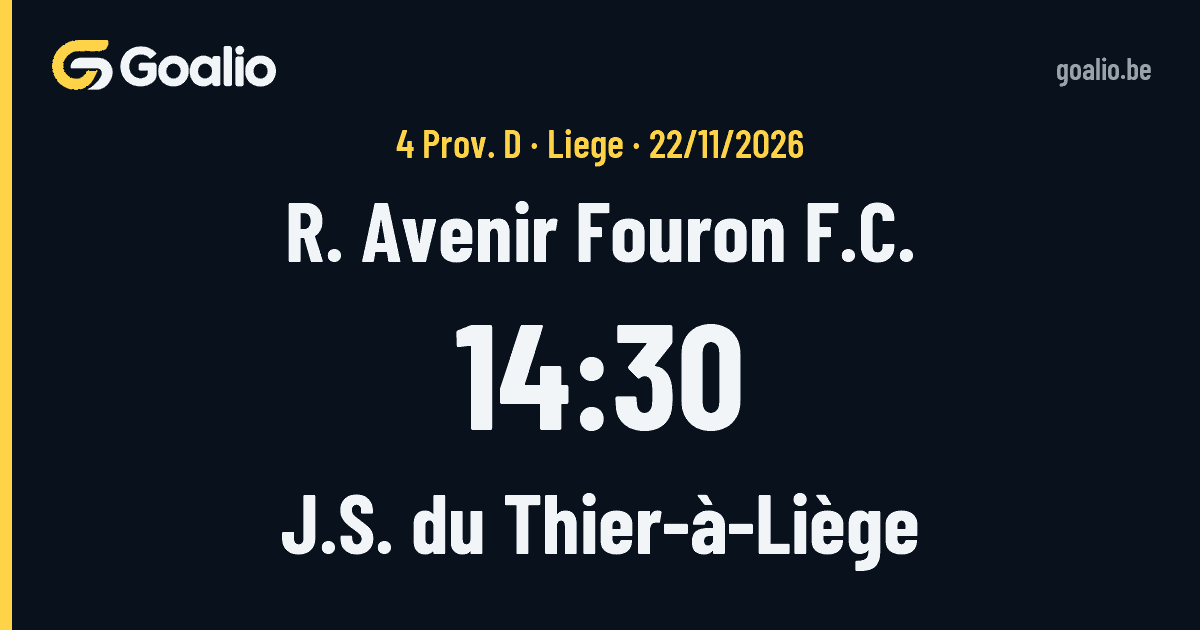 Goalio
goalio.be
4 Prov. D · Liege · 22/11/2026
R. Avenir Fouron F.C.
14:30
J.S. du Thier-à-Liège